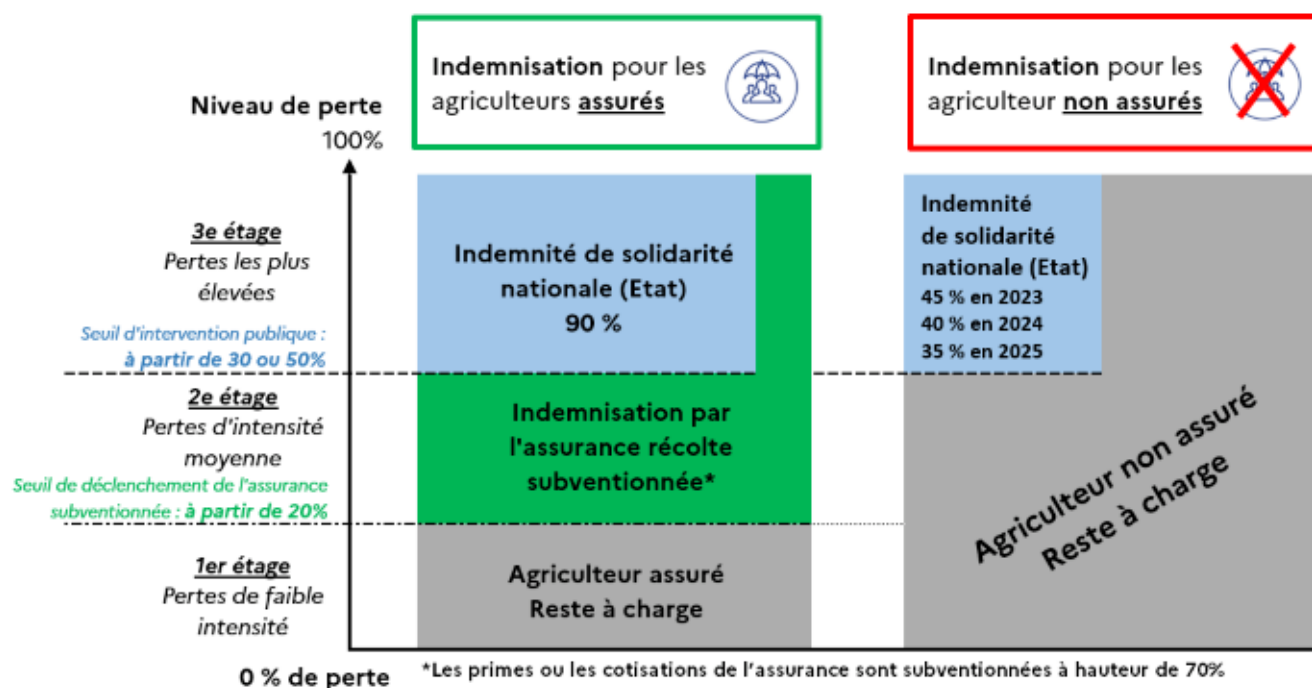 Indemnisation pour les
agriculteurs assurés
Indemnisation pour les
agriculteur non assurés
Niveau de perte
100%
3e étage
Pertes les plus
élevées
Seuil d'intervention publique :
à partir de 30 ou 50%
2e étage
Pertes d'intensité
moyenne
Seuil de déclenchement de l'assurance
subventionnée : à partir de 20%
1er étage
Pertes de faible
intensité
0 % de perte
Indemnité de solidarité
nationale (Etat)
90 %
Indemnisation par
l'assurance récolte
subventionnée*
Agriculteur assuré
Reste à charge
Indemnité
de solidarité
nationale (Etat)
45 % en 2023
40 % en 2024
35 % en 2025
Agriculteur non assuré
Reste à charge
*Les primes ou les cotisations de l'assurance sont subventionnées à hauteur de 70%